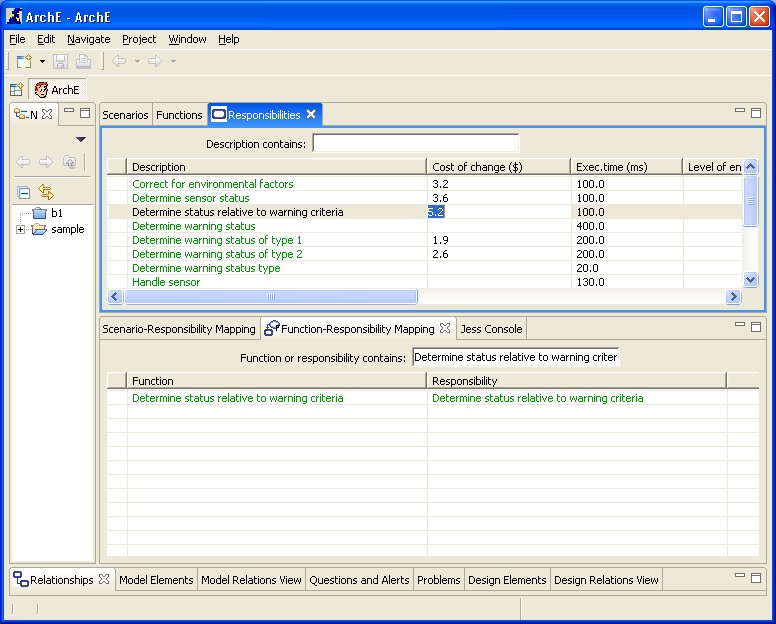 ArchE - ArchE
File Edit Navigate Project Window Help
ArchE
N
Scenarios Functions Responsibilities
Description contains:
Description Cost of change ($) Exec.time (ms) Level of en
Correct for environmental factors 3.2 100.0
Determine sensor status 3.6 100.0
Determine status relative to warning criteria 5.2 100.0
Determine warning status 400.0
Determine warning status of type 1 1.9 200.0
Determine warning status of type 2 2.6 200.0
Determine warning status type 20.0
Handle sensor 130.0
b1
sample
Scenario-Responsibility Mapping Function-Responsibility Mapping Jess Console
Function or responsibility contains: Determine status relative to warning criter
Function Responsibility
Determine status relative to warning criteria Determine status relative to warning criteria
Relationships Model Elements Model Relations View Questions and Alerts Problems Design Elements Design Relations View